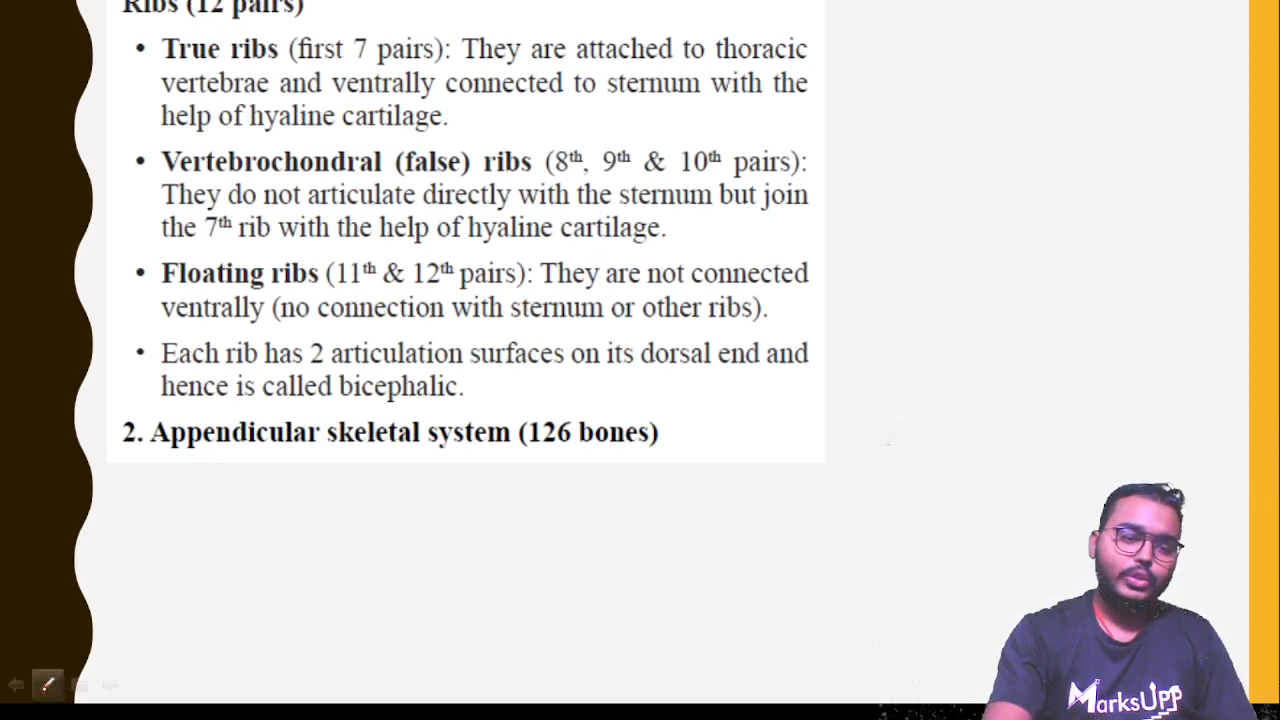 Ribs (12 pairs)
• True ribs (first 7 pairs): They are attached to thoracic
vertebrae and ventrally connected to sternum with the
help of hyaline cartilage.
• Vertebrochondral (false) ribs (8th, 9th & 10th pairs):
They do not articulate directly with the sternum but join
the 7th rib with the help of hyaline cartilage.
• Floating ribs (11th & 12th pairs): They are not connected
ventrally (no connection with sternum or other ribs).
• Each rib has 2 articulation surfaces on its dorsal end and
hence is called bicephalic.
2. Appendicular skeletal system (126 bones)
MarksUpp